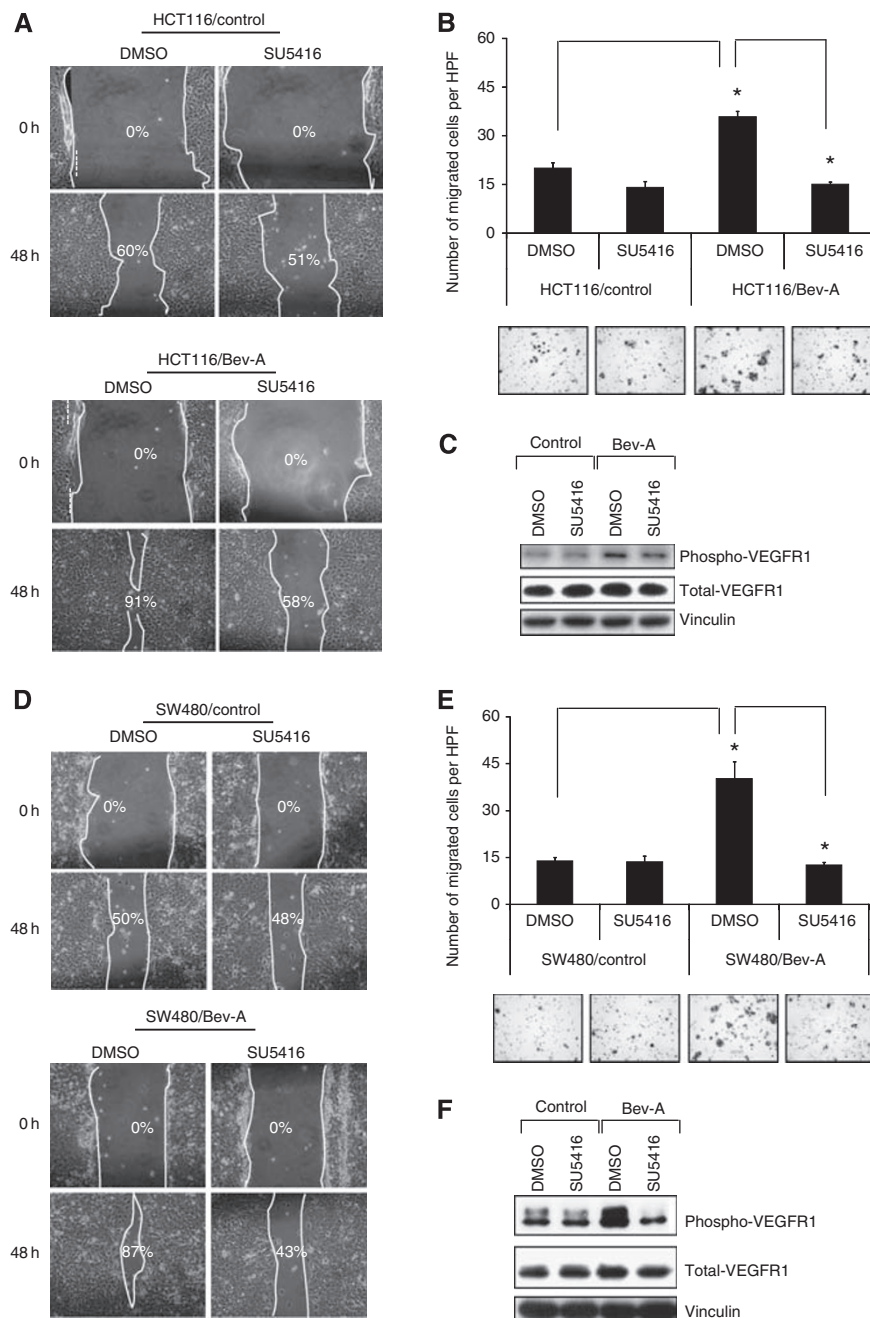 A
HCT116/control
DMSO SU5416
0 h
0% 0%
48 h
60% 51%
HCT116/Bev-A
DMSO SU5416
0 h
0% 0%
48 h
91% 58%
B
Number of migrated cells per HPF
60
45
30
15
0
* *
DMSO SU5416 DMSO SU5416
HCT116/control HCT116/Bev-A
C
Control Bev-A
DMSO SU5416 DMSO SU5416
Phospho-VEGFR1
Total-VEGFR1
Vinculin
D
SW480/control
DMSO SU5416
0 h
0% 0%
48 h
50% 48%
SW480/Bev-A
DMSO SU5416
0 h
0% 0%
48 h
87% 43%
E
Number of migrated cells per HPF
60
45
30
15
0
* *
DMSO SU5416 DMSO SU5416
SW480/control SW480/Bev-A
F
Control Bev-A
DMSO SU5416 DMSO SU5416
Phospho-VEGFR1
Total-VEGFR1
Vinculin